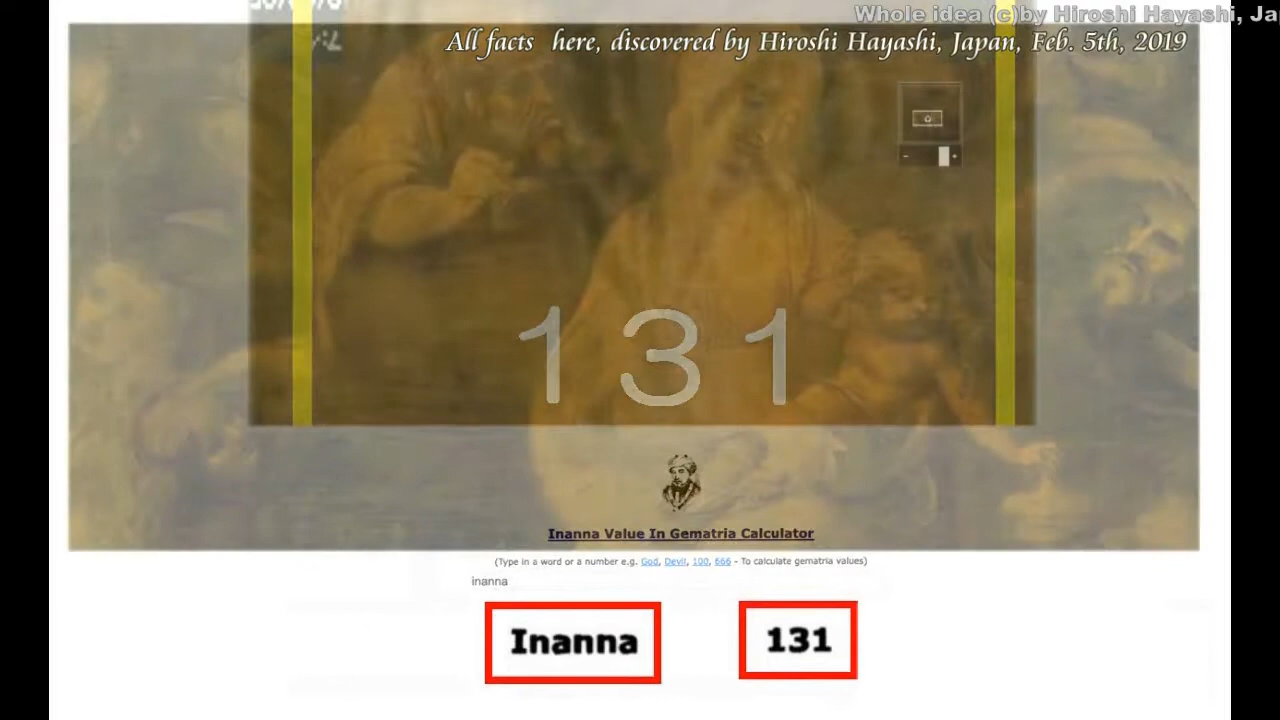 Whole idea (c)by Hiroshi Hayashi, Ja
All facts here, discovered by Hiroshi Hayashi, Japan, Feb. 5th, 2019
131
Inanna Value In Gematria Calculator
(Type in a word or a number e.g. God, Devil, 100, 666 - To calculate gematria values)
inanna
Inanna 131